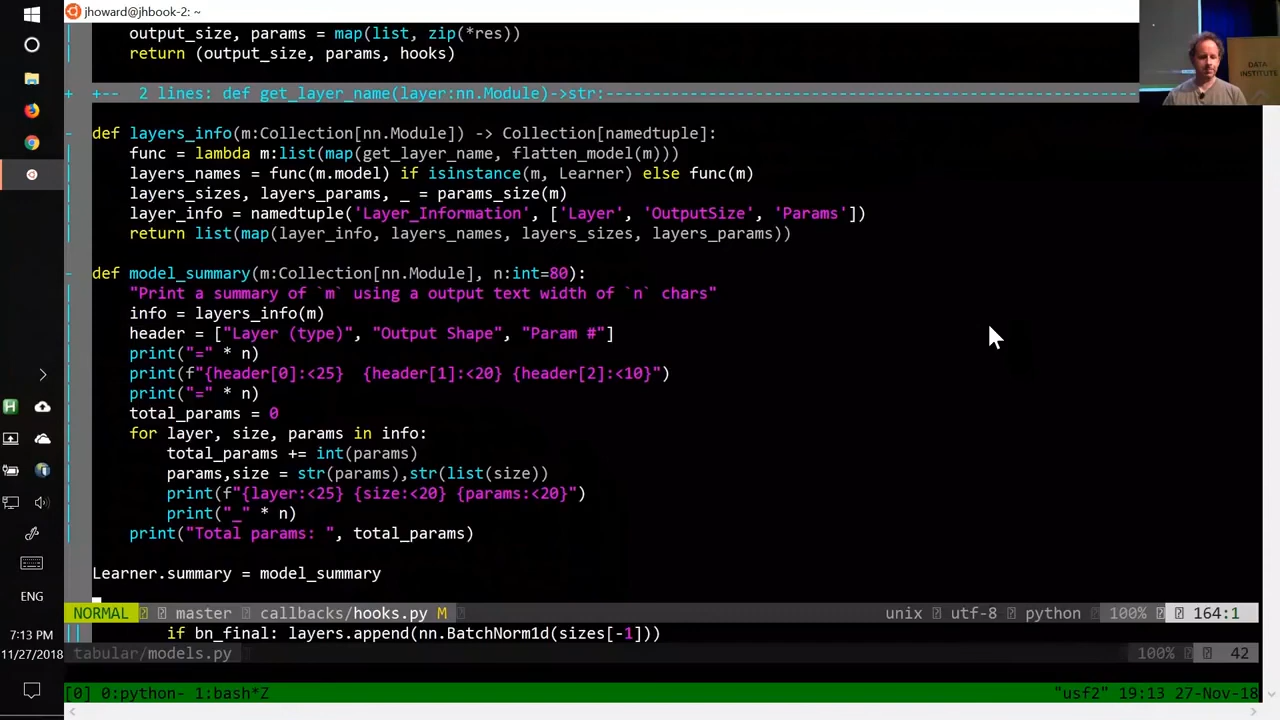 jhoward@jhbook-2: ~
output_size, params = map(list, zip(*res))
return (output_size, params, hooks)
+ +-- 2 lines: def get_layer_name(layer:nn.Module)->str:---------------------------------------------------------
def layers_info(m:Collection[nn.Module]) -> Collection[namedtuple]:
func = lambda m:list(map(get_layer_name, flatten_model(m)))
layers_names = func(m.model) if isinstance(m, Learner) else func(m)
layers_sizes, layers_params, _ = params_size(m)
layer_info = namedtuple('Layer_Information', ['Layer', 'OutputSize', 'Params'])
return list(map(layer_info, layers_names, layers_sizes, layers_params))
def model_summary(m:Collection[nn.Module], n:int=80):
"Print a summary of `m` using a output text width of `n` chars"
info = layers_info(m)
header = ["Layer (type)", "Output Shape", "Param #"]
print("=" * n)
print(f"{header[0]:<25}  {header[1]:<20} {header[2]:<10}")
print("=" * n)
total_params = 0
for layer, size, params in info:
total_params += int(params)
params,size = str(params),str(list(size))
print(f"{layer:<25} {size:<20} {params:<20}")
print("_" * n)
print("Total params: ", total_params)
Learner.summary = model_summary
NORMAL master callbacks/hooks.py M unix utf-8 python 100% 164:1
if bn_final: layers.append(nn.BatchNorm1d(sizes[-1]))
tabular/models.py 100% 42
[0] 0:python- 1:bash*Z "usf2" 19:13 27-Nov-18
DATA
INSTITUTE
ENG
7:13 PM
11/27/2018